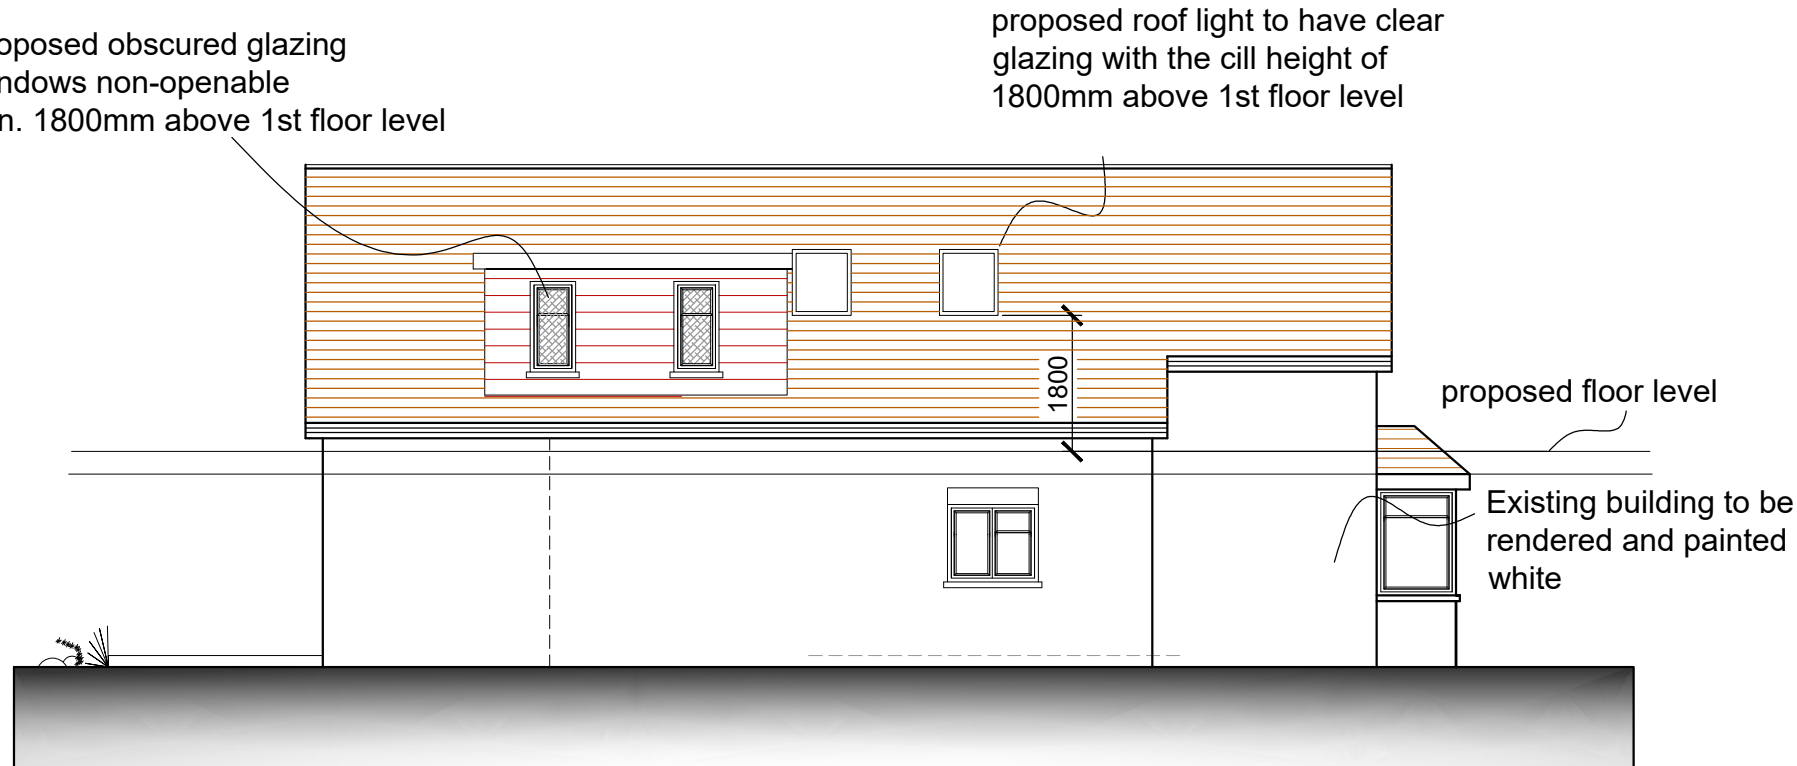 oposed obscured glazing
ndows non-openable
n. 1800mm above 1st floor level
proposed roof light to have clear
glazing with the cill height of
1800mm above 1st floor level
1800
proposed floor level
Existing building to be
rendered and painted
white